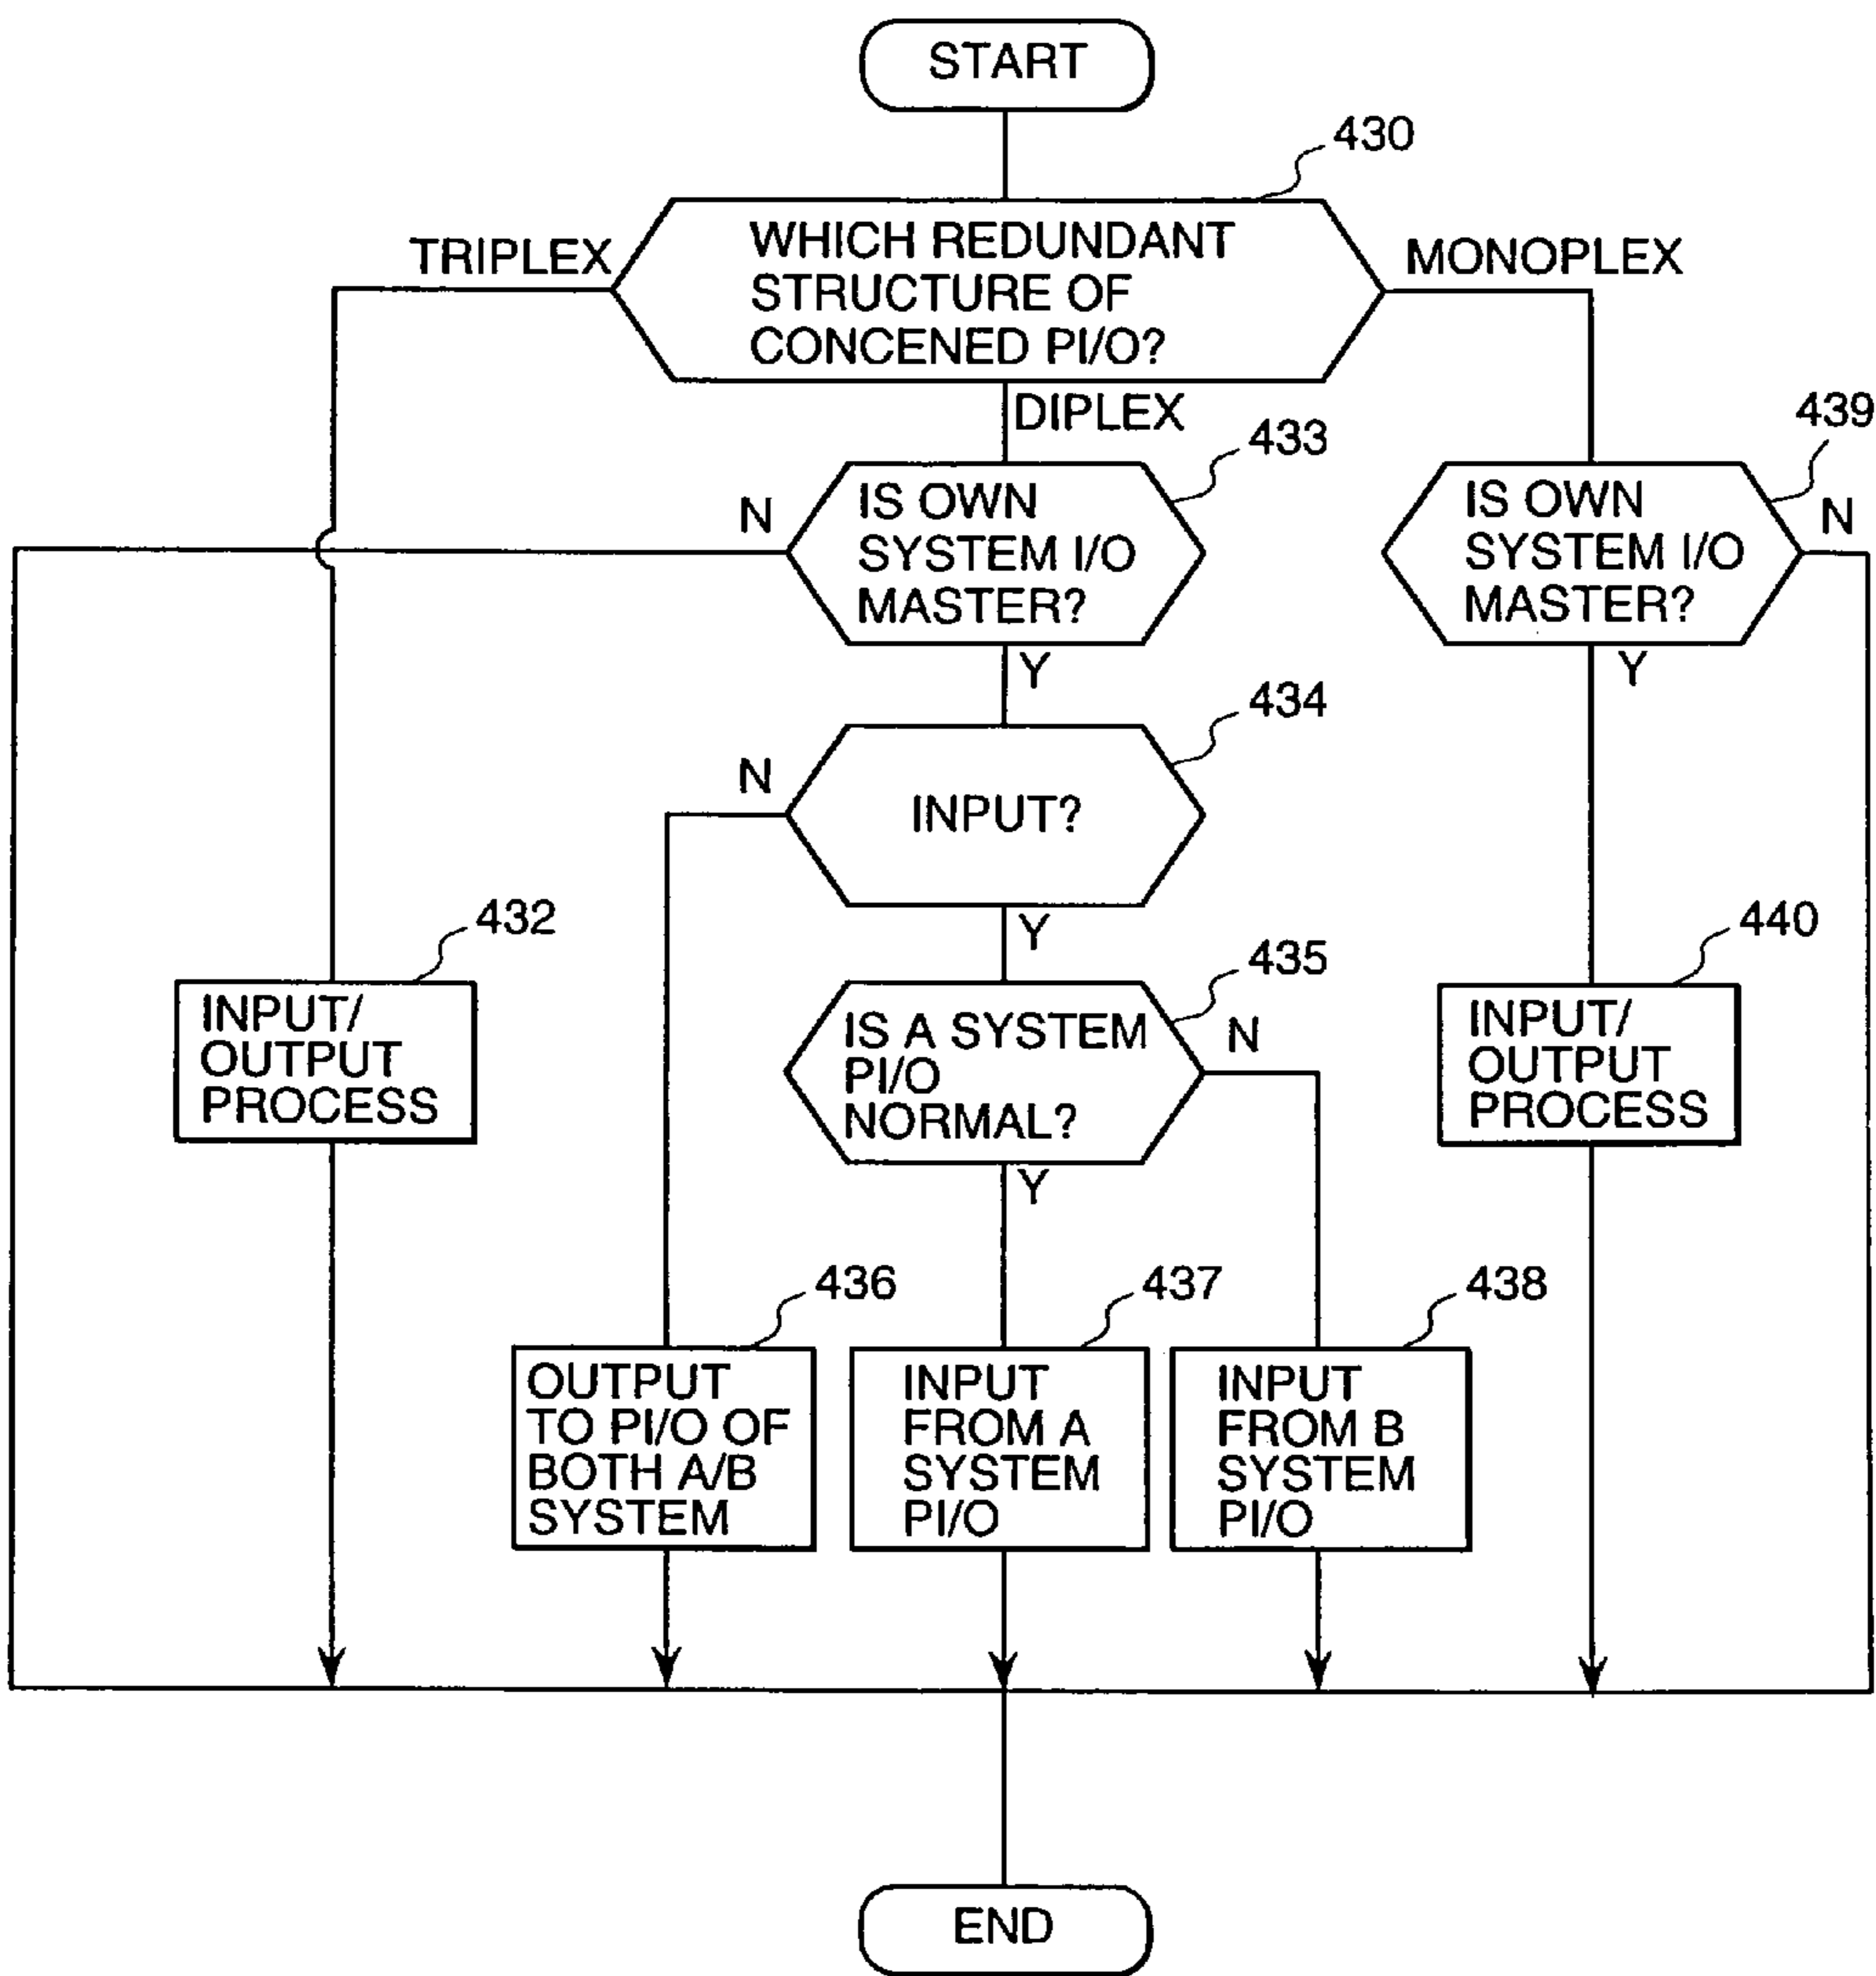 START
430
TRIPLEX
WHICH REDUNDANT
STRUCTURE OF
CONCENED PI/O?
MONOPLEX
DIPLEX
433
439
N
IS OWN
SYSTEM I/O
MASTER?
Y
IS OWN
SYSTEM I/O
MASTER?
N
Y
434
N
INPUT?
Y
432
INPUT/
OUTPUT
PROCESS
435
IS A SYSTEM
PI/O
NORMAL?
N
Y
440
INPUT/
OUTPUT
PROCESS
436
OUTPUT
TO PI/O OF
BOTH A/B
SYSTEM
437
INPUT
FROM A
SYSTEM
PI/O
438
INPUT
FROM B
SYSTEM
PI/O
END